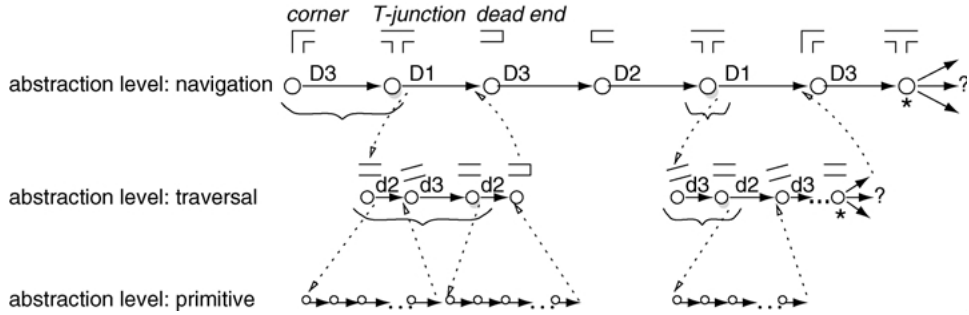 corner T-junction dead end
abstraction level: navigation D3 D1 D3 D2 D1 D3 * ?
abstraction level: traversal d2 d3 d2 d3 d2 d3 ... * ?
abstraction level: primitive ... ... ...